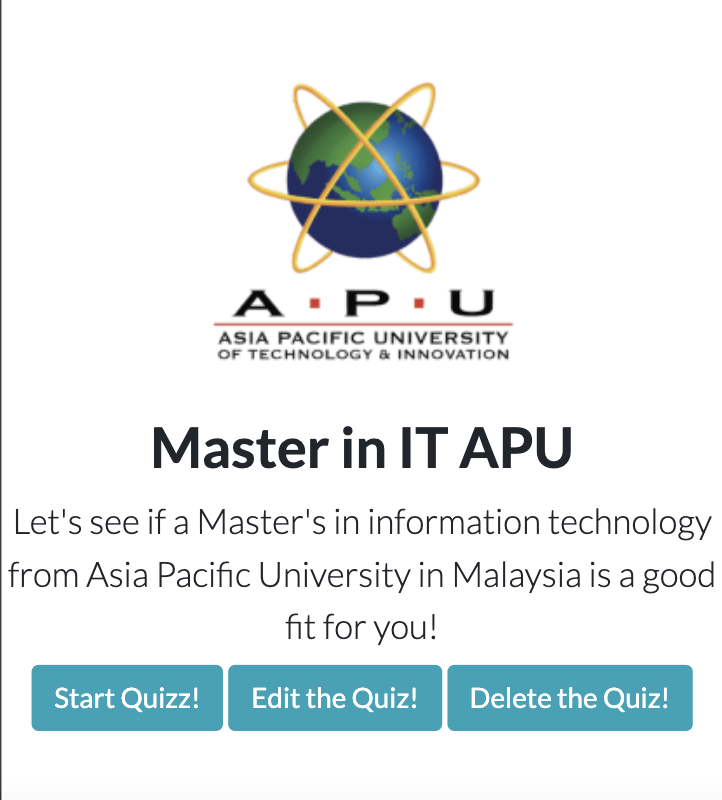 A ▪ P ▪ U
ASIA PACIFIC UNIVERSITY
OF TECHNOLOGY & INNOVATION
Master in IT APU
Let's see if a Master's in information technology
from Asia Pacific University in Malaysia is a good
fit for you!
Start Quizz! Edit the Quiz! Delete the Quiz!